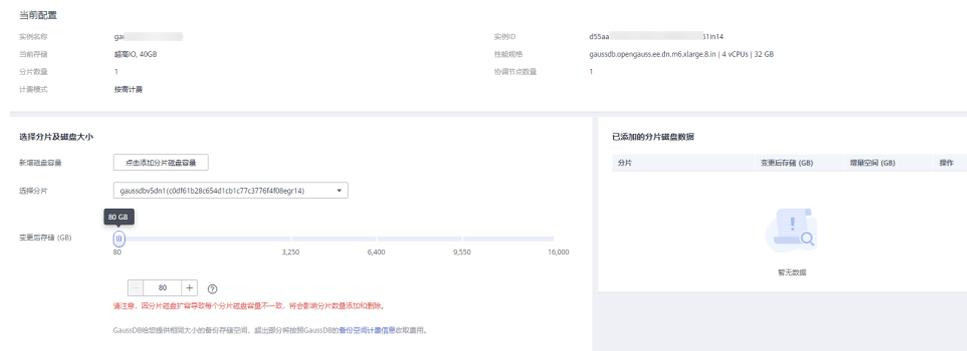 当前配置
实例名称 gau
实例ID d55aa 61in14
当前存储 超高IO, 40GB
性能规格 gaussdb.opengauss.ee.dn.m6.xlarge.8.in | 4 vCPUs | 32 GB
分片数量 1
协调节点数量 1
计费模式 按需计费
选择分片及磁盘大小
新增磁盘容量 点击添加分片磁盘容量
选择分片 gaussdbv5dn1(c0df61b28c654d1cb1c77c3776f4f08egr14)
80 GB
变更后存储 (GB)
80 3,250 6,400 9,550 16,000
80 +
请注意，因分片磁盘扩容导致每个分片磁盘容量不一致，将会影响分片数量添加和删除。
GaussDB给您提供相同大小的备份存储空间，超出部分将按照GaussDB的备份空间计费信息收取费用。
已添加的分片磁盘数据
分片 变更后存储 (GB) 增量空间 (GB) 操作
暂无数据